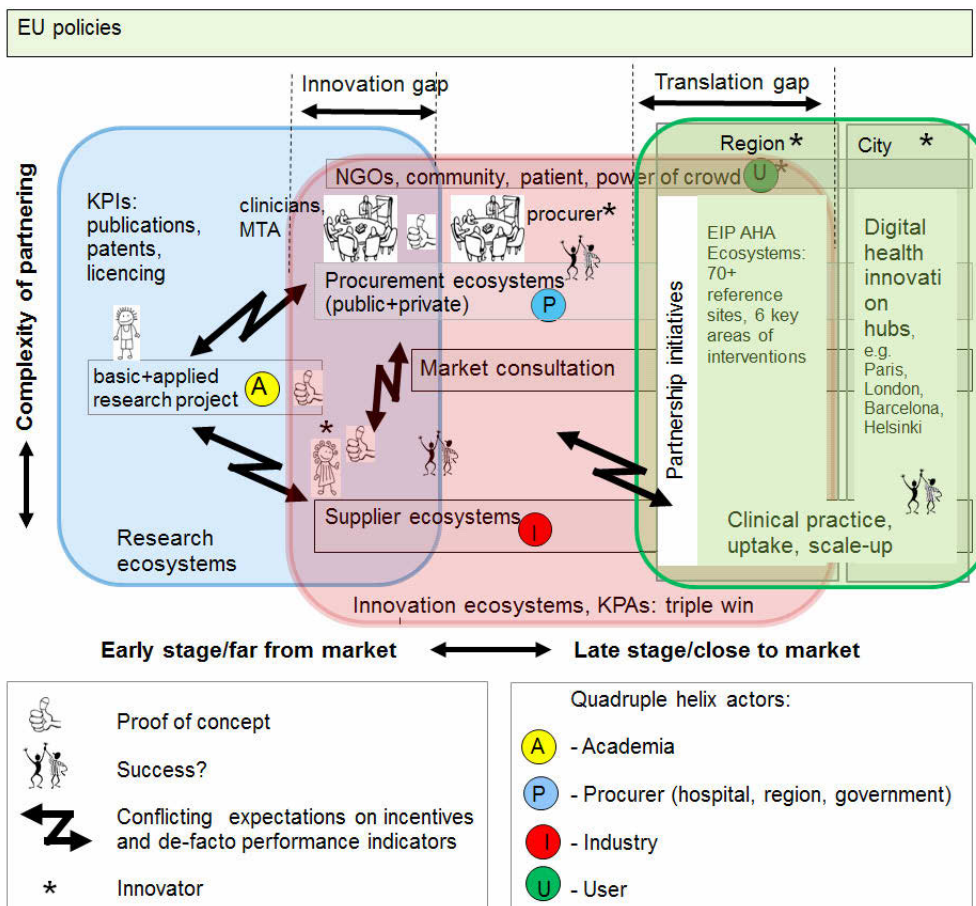 EU policies
Innovation gap
Translation gap
Region *
City *
NGOs, community, patient, power of crowd
U *
KPIs:
publications,
patents,
licencing
clinicians,
MTA
procurer*
Procurement ecosystems
(public+private)
P
EIP AHA
Ecosystems:
70+
reference
sites, 6 key
areas of
interventions
Digital
health
innovati
on
hubs,
e.g.
Paris,
London,
Barcelona,
Helsinki
Complexity of partnering
Partnership initiatives
basic+applied
research project
A
Market consultation
*
Supplier ecosystems
I
Clinical practice,
uptake, scale-up
Research
ecosystems
Innovation ecosystems, KPAs: triple win
Early stage/far from market
Late stage/close to market
Proof of concept
Success?
Conflicting expectations on incentives
and de-facto performance indicators
* Innovator
Quadruple helix actors:
A - Academia
P - Procurer (hospital, region, government)
I - Industry
U - User